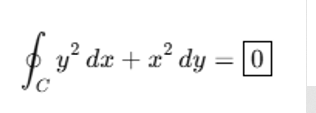 ∮_C y² dx + x² dy = 0